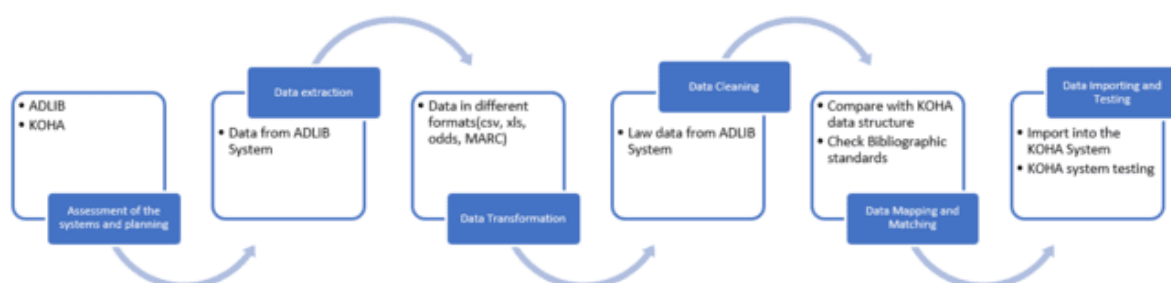 • ADLIB
• KOHA
Assessment of the
systems and planning
Data extraction
• Data from ADLIB
System
• Data in different
formats(csv, xls,
odds, MARC)
Data Transformation
Data Cleaning
• Law data from ADLIB
System
• Compare with KOHA
data structure
• Check Bibliographic
standards
Data Mapping and
Matching
Data Importing and
Testing
• Import into the
KOHA System
• KOHA system testing